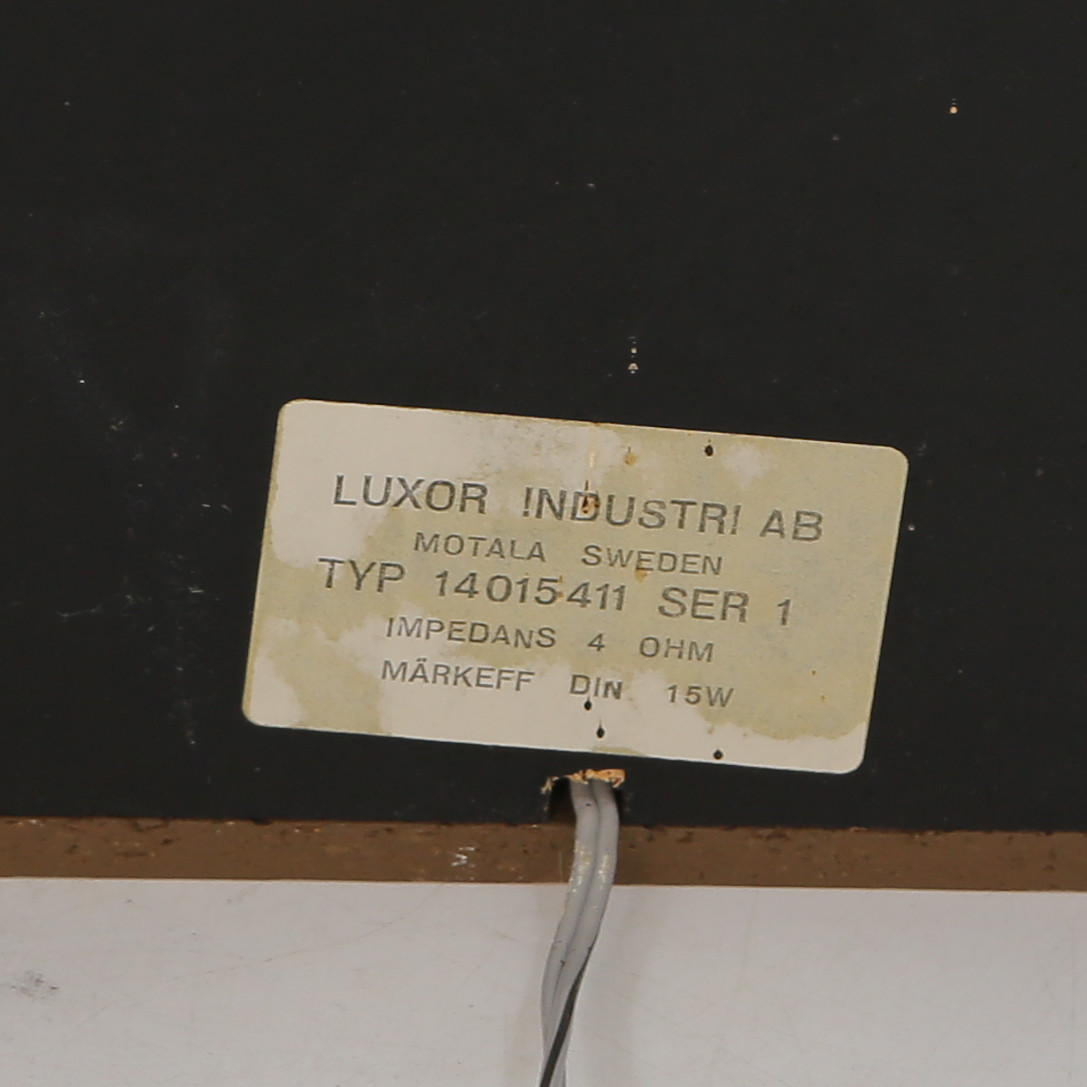 LUXOR INDUSTRI AB
MOTALA SWEDEN
TYP 14015411 SER 1
IMPEDANS 4 OHM
MÄRKEFF DIN 15W